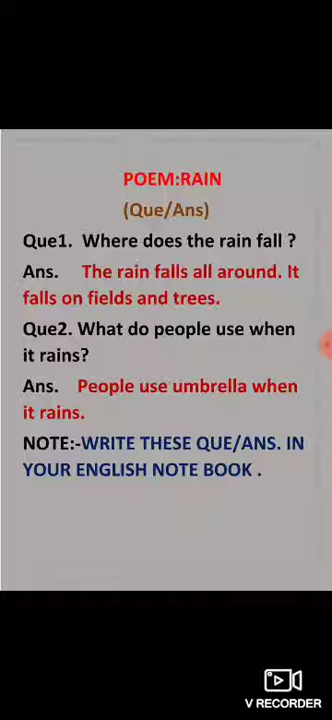 POEM:RAIN
(Que/Ans)
Que1. Where does the rain fall ?
Ans. The rain falls all around. It
falls on fields and trees.
Que2. What do people use when
it rains?
Ans. People use umbrella when
it rains.
NOTE:-WRITE THESE QUE/ANS. IN
YOUR ENGLISH NOTE BOOK .
V RECORDER